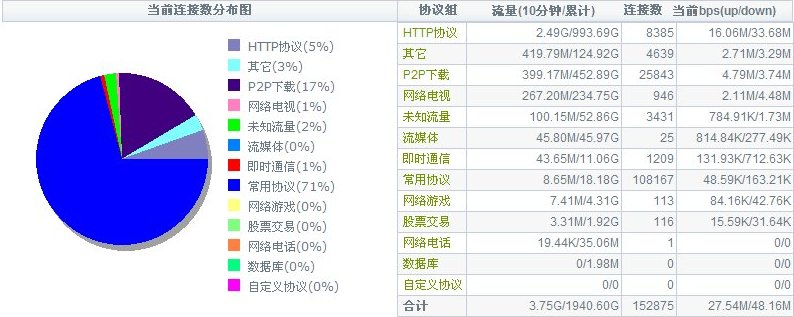 当前连接数分布图
HTTP协议(5%)
其它(3%)
P2P下载(17%)
网络电视(1%)
未知流量(2%)
流媒体(0%)
即时通信(1%)
常用协议(71%)
网络游戏(0%)
股票交易(0%)
网络电话(0%)
数据库(0%)
自定义协议(0%)
协议组 流量(10分钟/累计) 连接数 当前bps(up/down)
HTTP协议 2.49G/993.69G 8385 16.06M/33.68M
其它 419.79M/124.92G 4639 2.71M/3.29M
P2P下载 399.17M/452.89G 25843 4.79M/3.74M
网络电视 267.20M/234.75G 946 2.11M/4.48M
未知流量 100.15M/52.86G 3431 784.91K/1.73M
流媒体 45.80M/45.97G 25 814.84K/277.49K
即时通信 43.65M/11.06G 1209 131.93K/712.63K
常用协议 8.65M/18.18G 108167 48.59K/163.21K
网络游戏 7.41M/4.31G 113 84.16K/42.76K
股票交易 3.31M/1.92G 116 15.59K/31.64K
网络电话 19.44K/35.06M 1 0/0
数据库 0/1.98M 0 0/0
自定义协议 0/0 0 0/0
合计 3.75G/1940.60G 152875 27.54M/48.16M